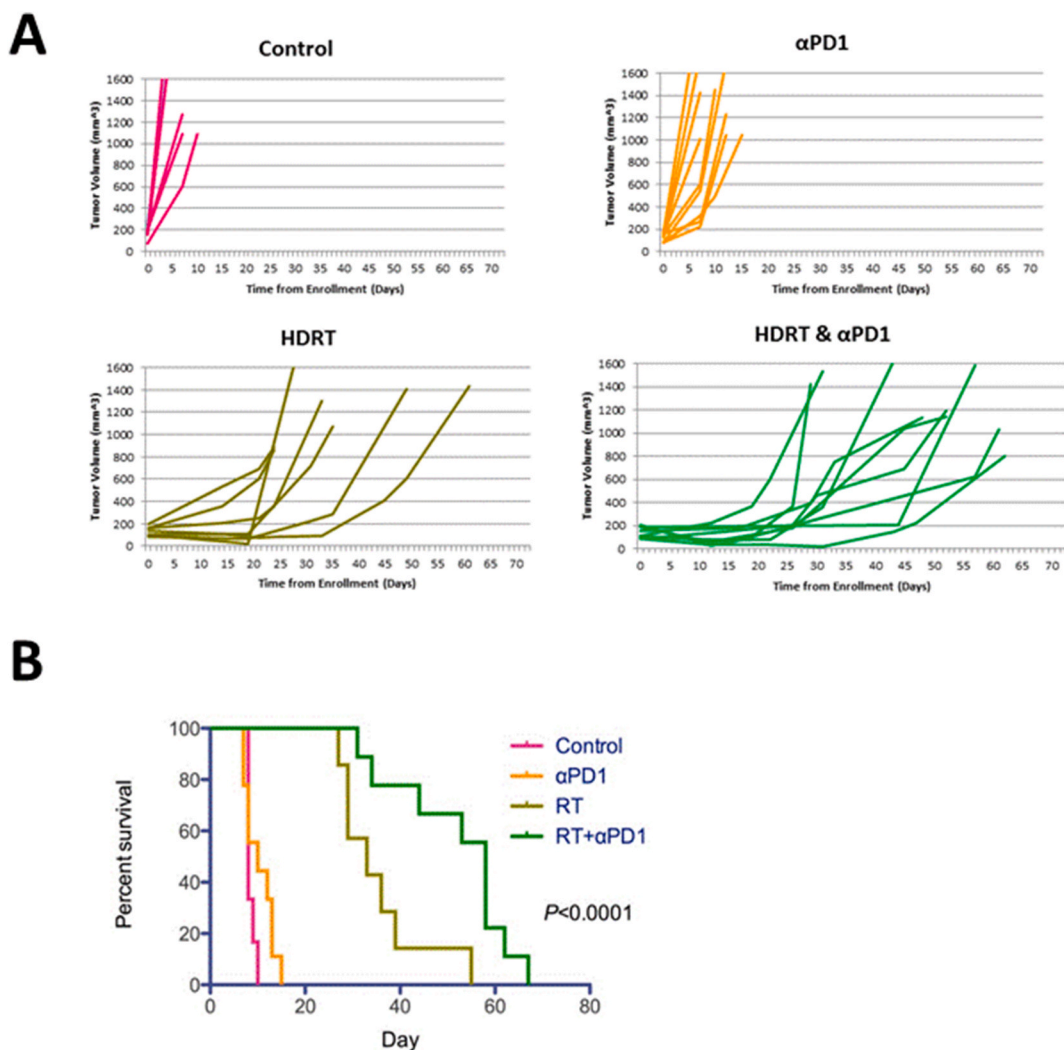 A
Control
Tumor Volume (mm^3)
1600
1400
1200
1000
800
600
400
200
0
0 5 10 15 20 25 30 35 40 45 50 55 60 65 70
Time from Enrollment (Days)
αPD1
Tumor Volume (mm^3)
1600
1400
1200
1000
800
600
400
200
0
0 5 10 15 20 25 30 35 40 45 50 55 60 65 70
Time from Enrollment (Days)
HDRT
Tumor Volume (mm^3)
1600
1400
1200
1000
800
600
400
200
0
0 5 10 15 20 25 30 35 40 45 50 55 60 65 70
Time from Enrollment (Days)
HDRT & αPD1
Tumor Volume (mm^3)
1600
1400
1200
1000
800
600
400
200
0
0 5 10 15 20 25 30 35 40 45 50 55 60 65 70
Time from Enrollment (Days)
B
Percent survival
100
80
60
40
20
0
0 20 40 60 80
Day
Control
αPD1
RT
RT+αPD1
P<0.0001